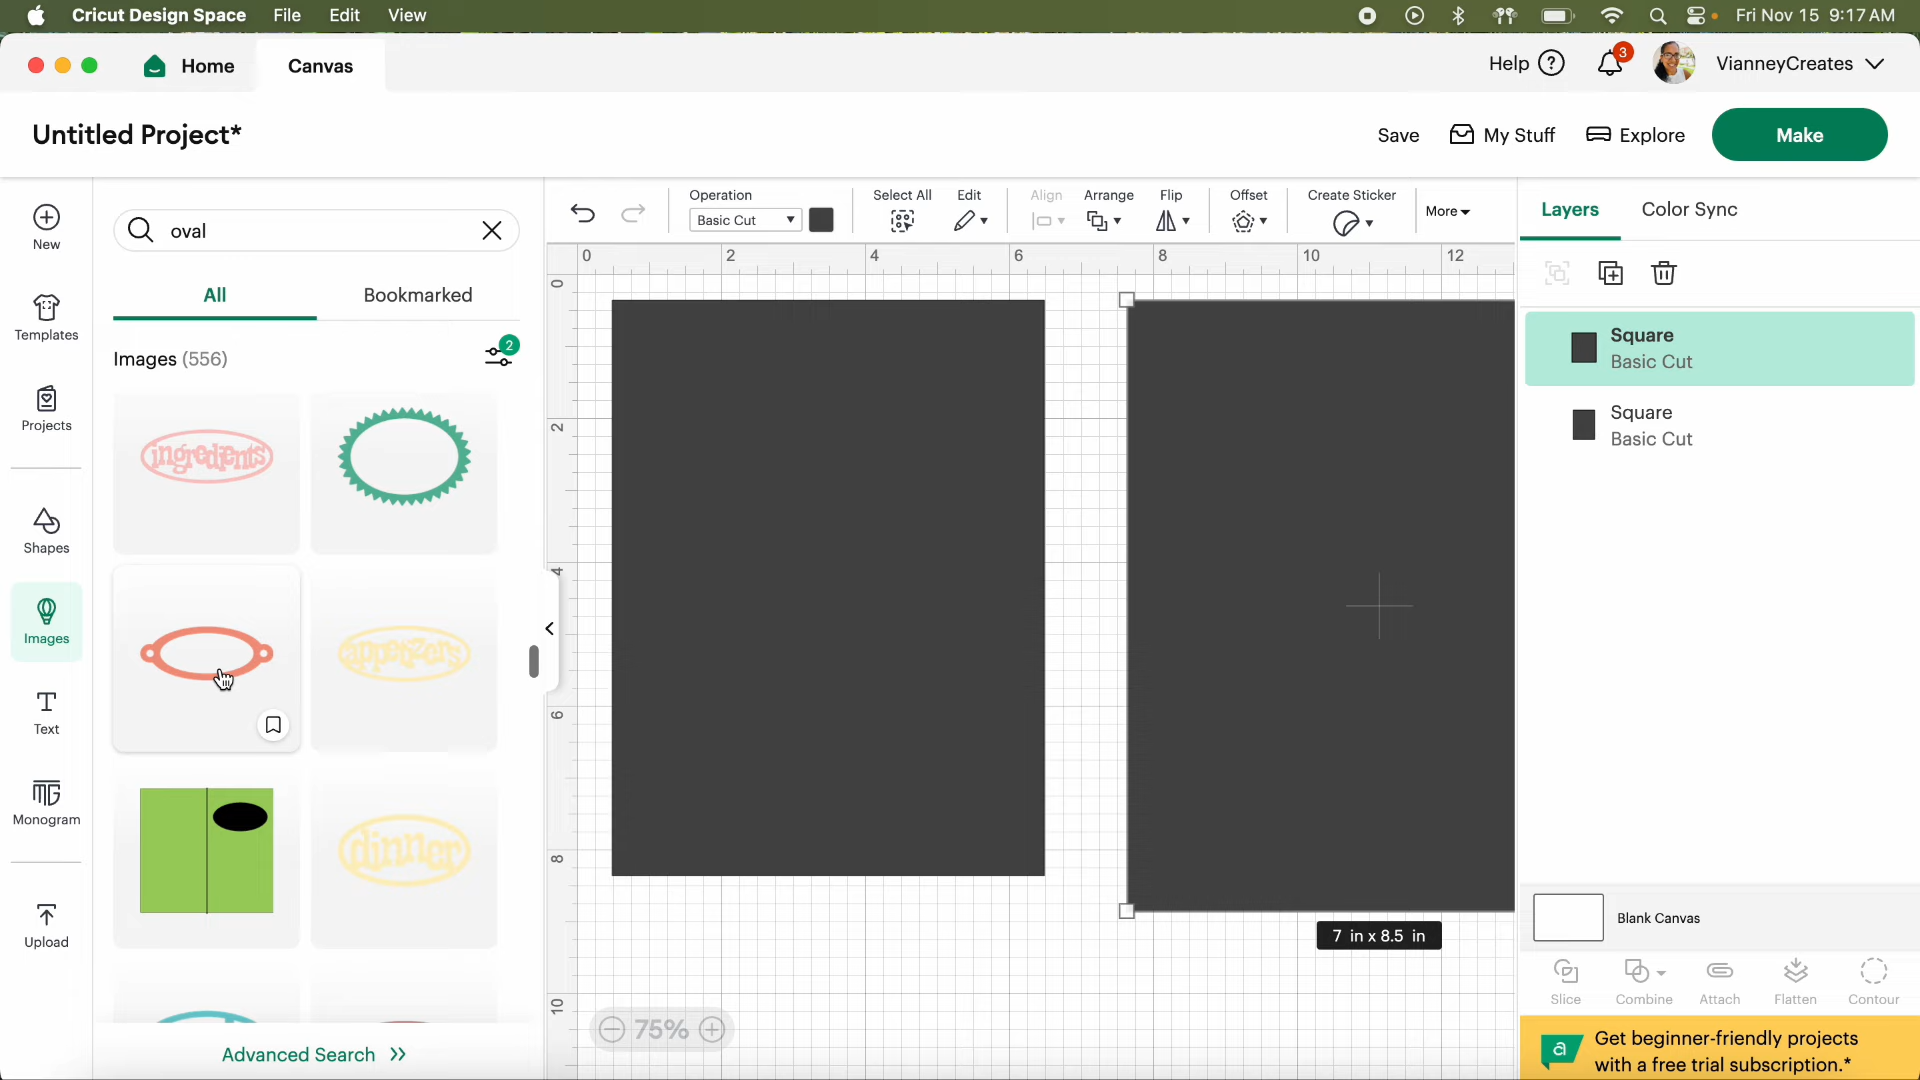 Cricut Design Space File Edit View Fri Nov 15 9:17 AM
Home Canvas Help ? 3 VianneyCreates
Untitled Project* Save My Stuff Explore Make
New
Templates
Projects
Shapes
Images
Text
Monogram
Upload
oval
All Bookmarked
Images (556) 2
ingredients
appetizers
dinner
Advanced Search >>
Operation
Basic Cut
Select All Edit Align Arrange Flip Offset Create Sticker More
0 2 4 6 8 10 12
0
2
4
6
8
10
7 in x 8.5 in
75%
Layers Color Sync
Square
Basic Cut
Square
Basic Cut
Blank Canvas
Slice Combine Attach Flatten Contour
a
Get beginner-friendly projects
with a free trial subscription.*